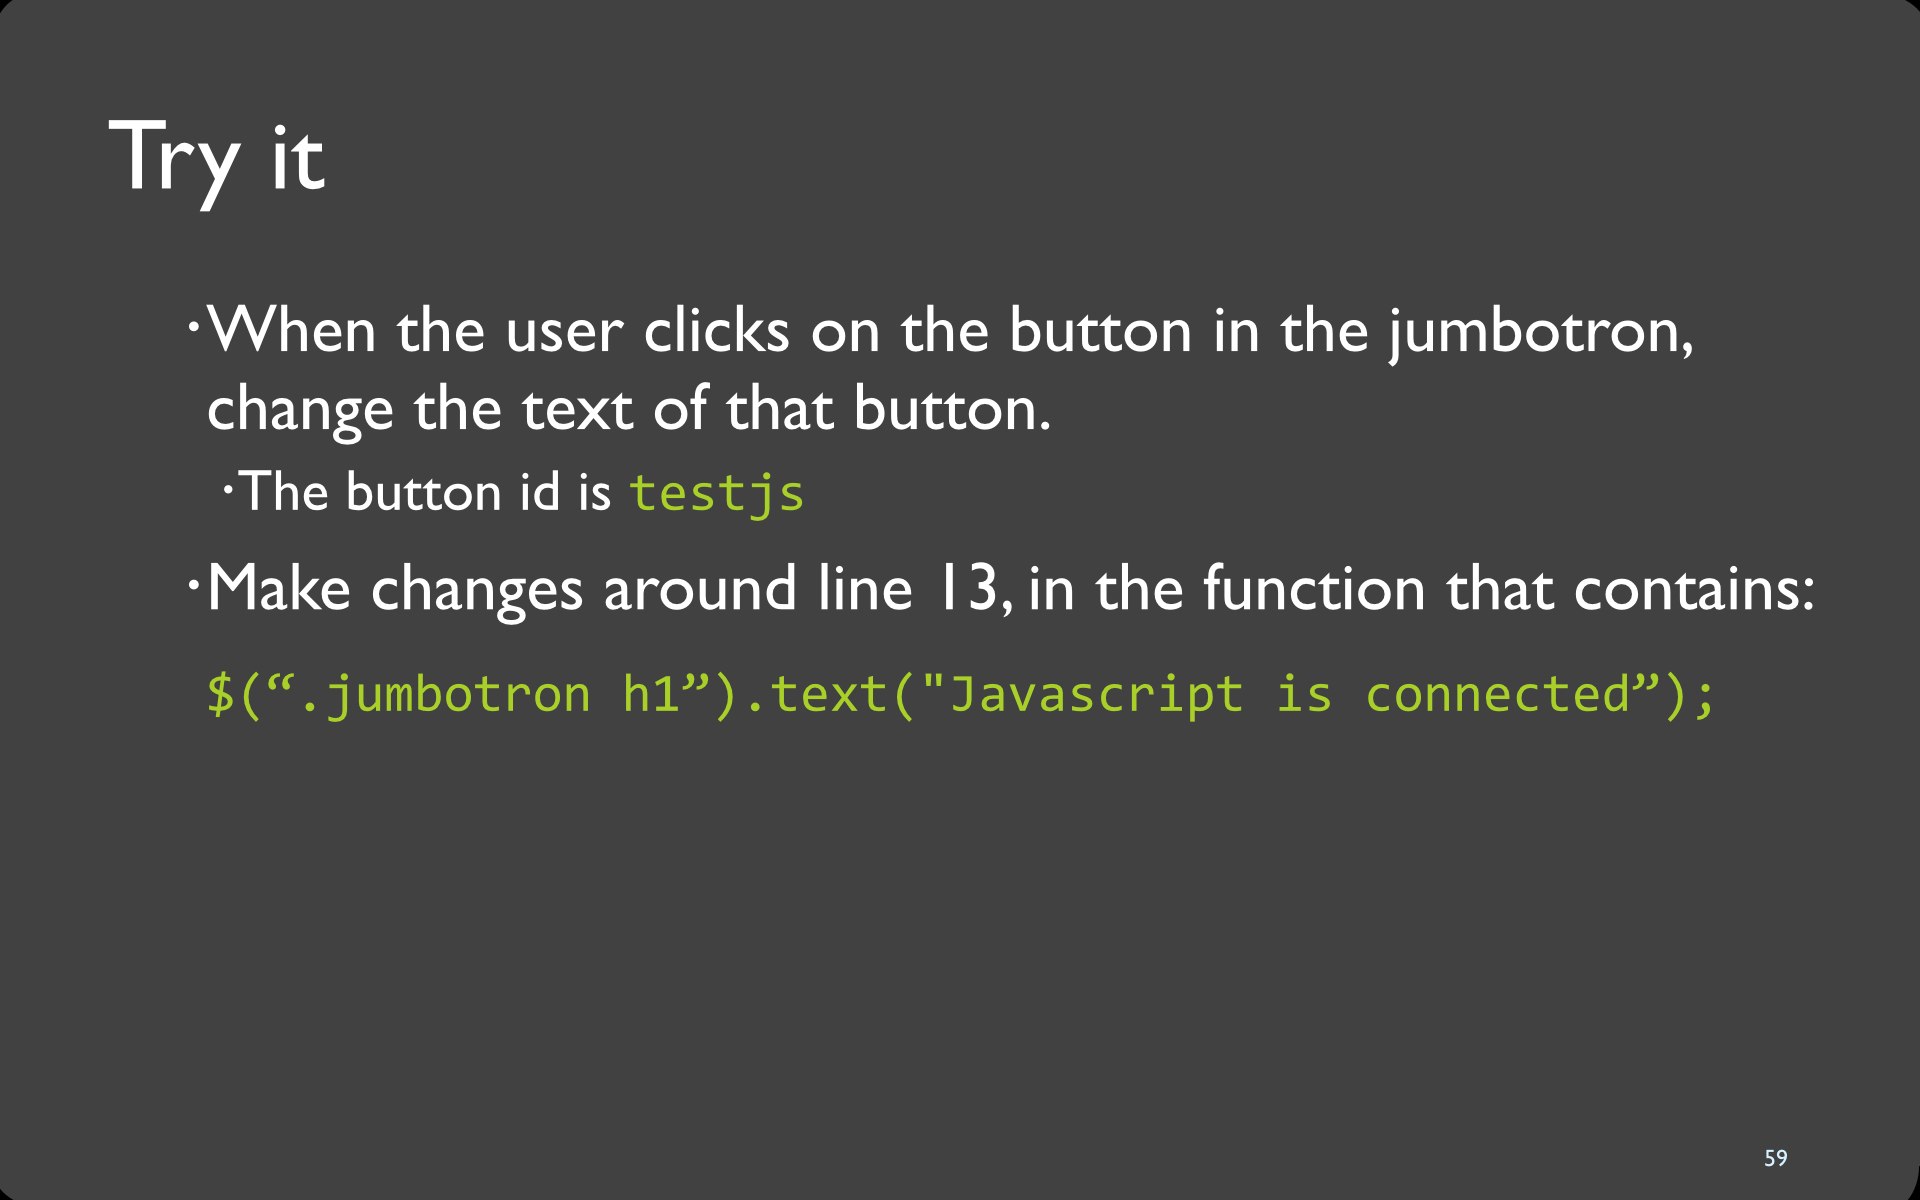 Try it
•When the user clicks on the button in the jumbotron,
change the text of that button.
•The button id is testjs
•Make changes around line 13, in the function that contains:
$(“.jumbotron h1”).text("Javascript is connected”);
59